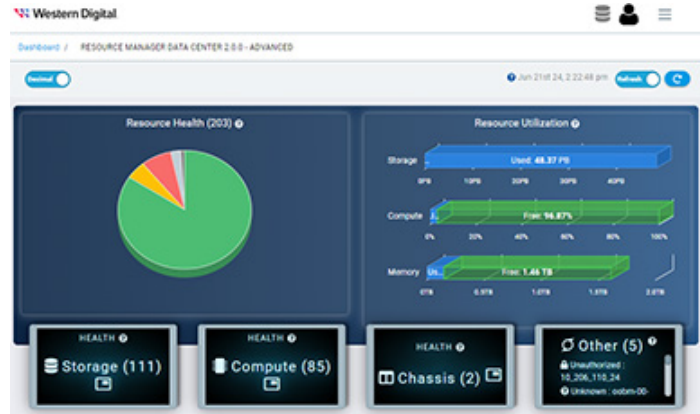 Western Digital
Dashboard / RESOURCE MANAGER DATA CENTER 2.0.0 - ADVANCED
Decimal
Jun 21st 24, 2:22:48 pm
Refresh
Resource Health (203)
Resource Utilization
Storage
Used: 48.37 PB
0PB 10PB 20PB 30PB 40PB
Compute
Free: 96.87%
0% 20% 40% 60% 80% 100%
Memory
Us...
Free: 1.46 TB
0TB 0.5TB 1.0TB 1.5TB 2.0TB
HEALTH
Storage (111)
HEALTH
Compute (85)
HEALTH
Chassis (2)
Other (5)
Unauthorized :
10_206_110_24
Unknown : oobm-00-